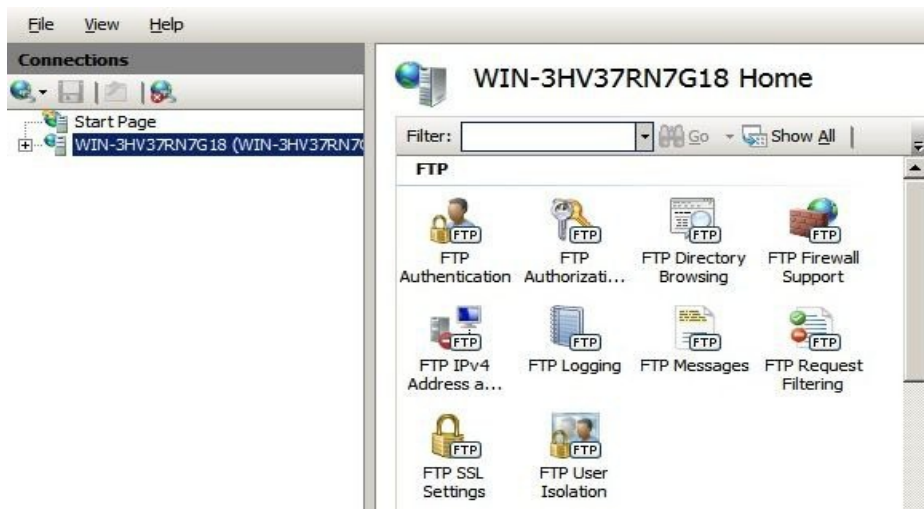 File View Help
Connections
Start Page
WIN-3HV37RN7G18 (WIN-3HV37RN7G
WIN-3HV37RN7G18 Home
Filter: Go Show All
FTP
FTP FTP FTP FTP
FTP Authentication
FTP Authorizati...
FTP Directory Browsing
FTP Firewall Support
FTP FTP FTP FTP
FTP IPv4 Address a...
FTP Logging
FTP Messages
FTP Request Filtering
FTP FTP
FTP SSL Settings
FTP User Isolation